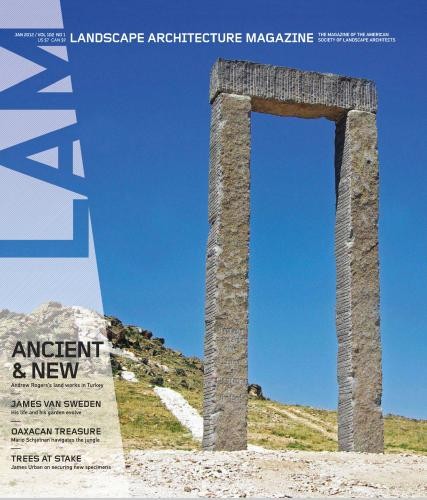 JAN 2012 / VOL 102 NO 1
US $7 CAN $9
LANDSCAPE ARCHITECTURE MAGAZINE
THE MAGAZINE OF THE AMERICAN
SOCIETY OF LANDSCAPE ARCHITECTS
LAM
ANCIENT
& NEW
Andrew Rogers's land works in Turkey
JAMES VAN SWEDEN
His life and his garden evolve
OAXACAN TREASURE
Mario Schjetnan navigates the jungle
TREES AT STAKE
James Urban on securing new specimens